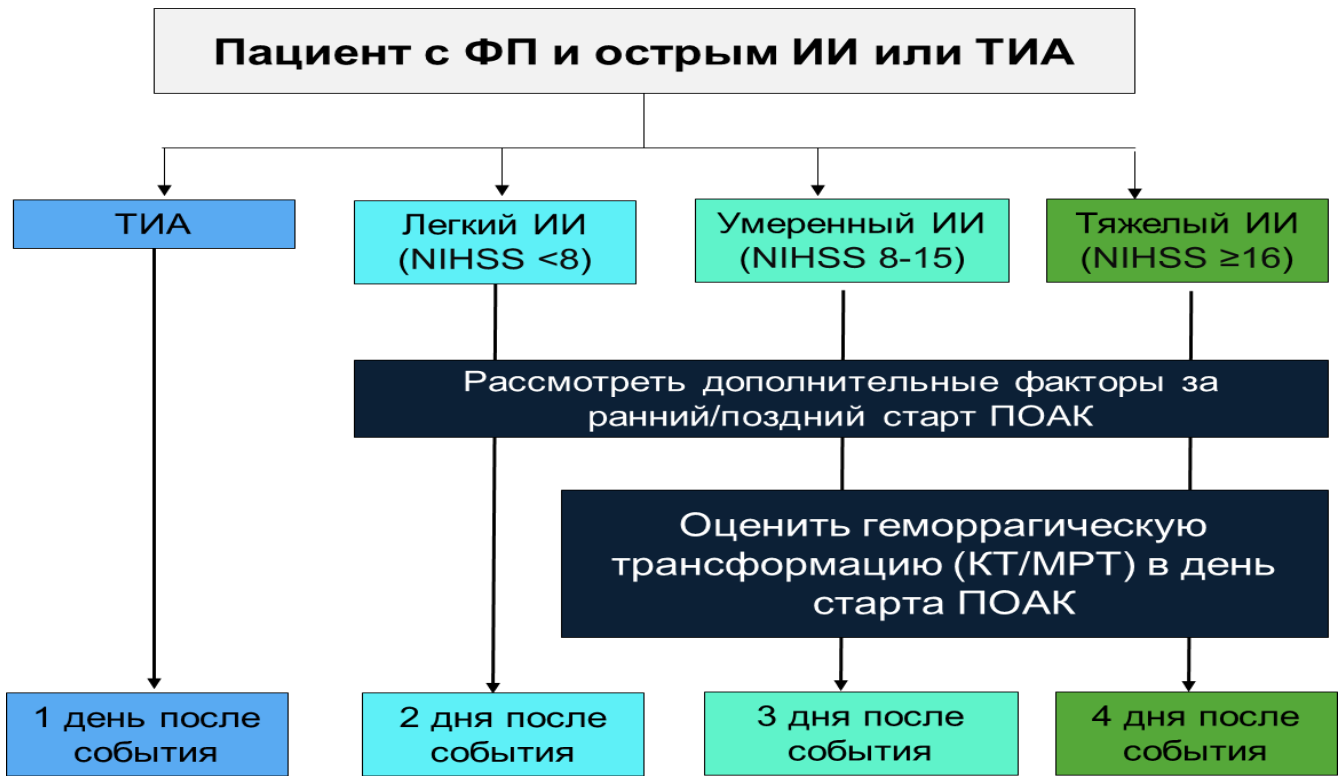 Пациент с ФП и острым ИИ или ТИА
ТИА
Легкий ИИ
(NIHSS <8)
Умеренный ИИ
(NIHSS 8-15)
Тяжелый ИИ
(NIHSS ≥16)
Рассмотреть дополнительные факторы за
ранний/поздний старт ПОАК
Оценить геморрагическую
трансформацию (КТ/МРТ) в день
старта ПОАК
1 день после
события
2 дня после
события
3 дня после
события
4 дня после
события